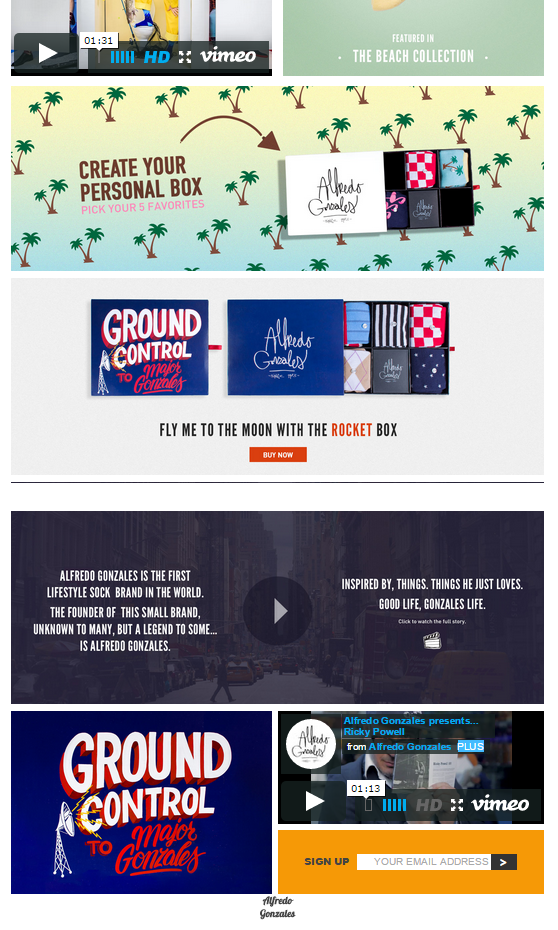 01:31
HD
vimeo
FEATURED IN
• THE BEACH COLLECTION •
CREATE YOUR
PERSONAL BOX
PICK YOUR 5 FAVORITES
Alfredo
Gonzales
Alfredo
Gonzales
GROUND
CONTROL
TO Major
Gonzales
Alfredo
Gonzales
FLY ME TO THE MOON WITH THE ROCKET BOX
BUY NOW
ALFREDO GONZALES IS THE FIRST
LIFESTYLE SOCK BRAND IN THE WORLD.
THE FOUNDER OF THIS SMALL BRAND,
UNKNOWN TO MANY, BUT A LEGEND TO SOME...
IS ALFREDO GONZALES.
INSPIRED BY, THINGS. THINGS HE JUST LOVES.
GOOD LIFE, GONZALES LIFE.
Click to watch the full story.
GROUND
CONTROL
TO Major
Gonzales
Alfredo
Gonzales
Alfredo Gonzales presents...
Ricky Powell
from Alfredo Gonzales PLUS
01:13
HD
vimeo
SIGN UP
YOUR EMAIL ADDRESS
>
Alfredo
Gonzales